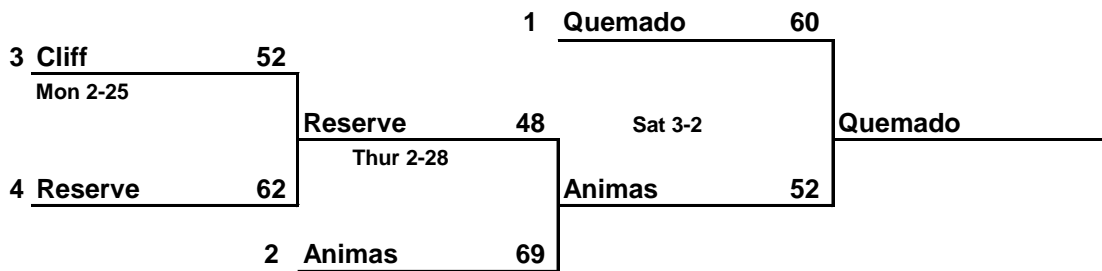 1 Quemado 60
3 Cliff 52
Mon 2-25
Reserve 48 Sat 3-2 Quemado
Thur 2-28
4 Reserve 62 Animas 52
2 Animas 69